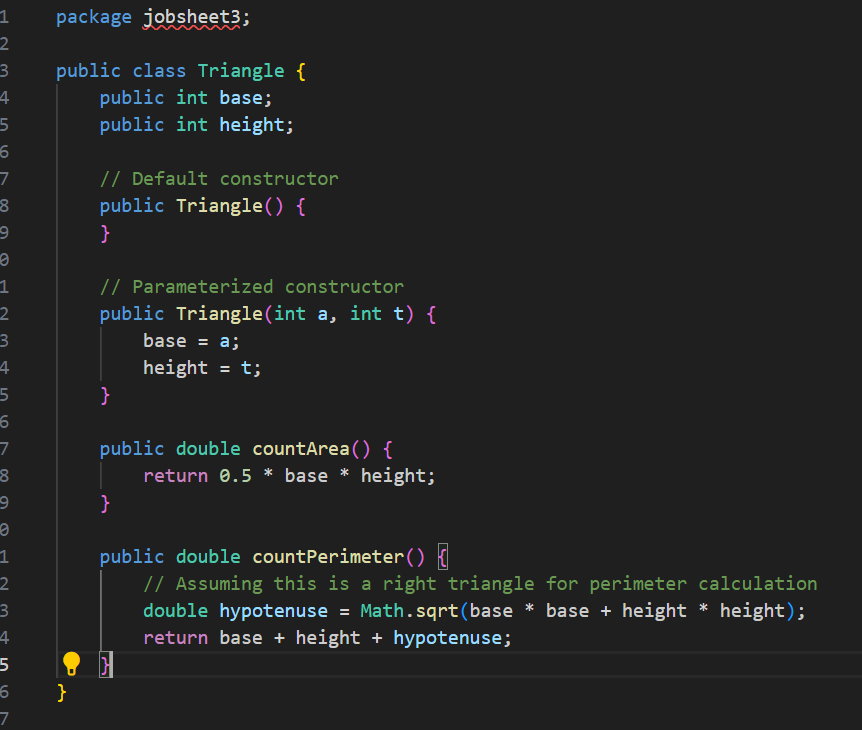 1 package jobsheet3;
2
3 public class Triangle {
4     public int base;
5     public int height;
6
7     // Default constructor
8     public Triangle() {
9     }
0
1     // Parameterized constructor
2     public Triangle(int a, int t) {
3         base = a;
4         height = t;
5     }
6
7     public double countArea() {
8         return 0.5 * base * height;
9     }
0
1     public double countPerimeter() {
2         // Assuming this is a right triangle for perimeter calculation
3         double hypotenuse = Math.sqrt(base * base + height * height);
4         return base + height + hypotenuse;
5     }
6 }
7